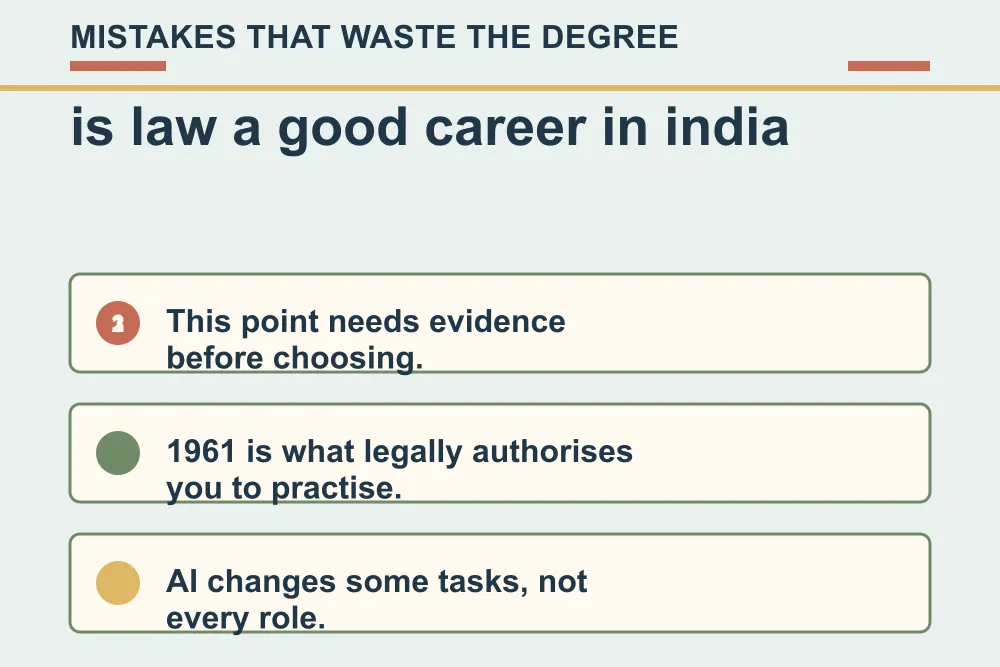 MISTAKES THAT WASTE THE DEGREE
is law a good career in india
This point needs evidence
before choosing.
1961 is what legally authorises
you to practise.
AI changes some tasks, not
every role.